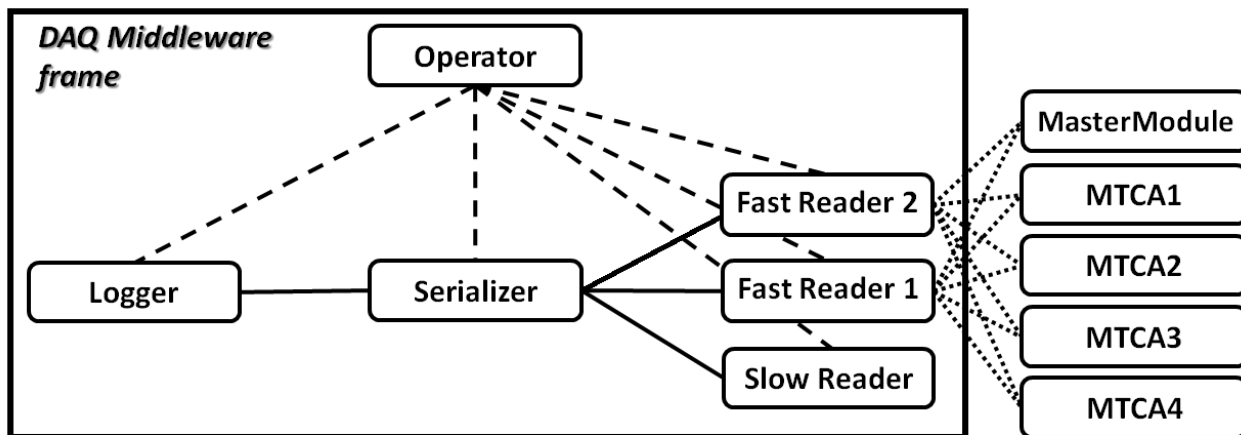 DAQ Middleware
frame
Operator
MasterModule
Fast Reader 2
MTCA1
MTCA2
Logger
Serializer
Fast Reader 1
MTCA3
Slow Reader
MTCA4